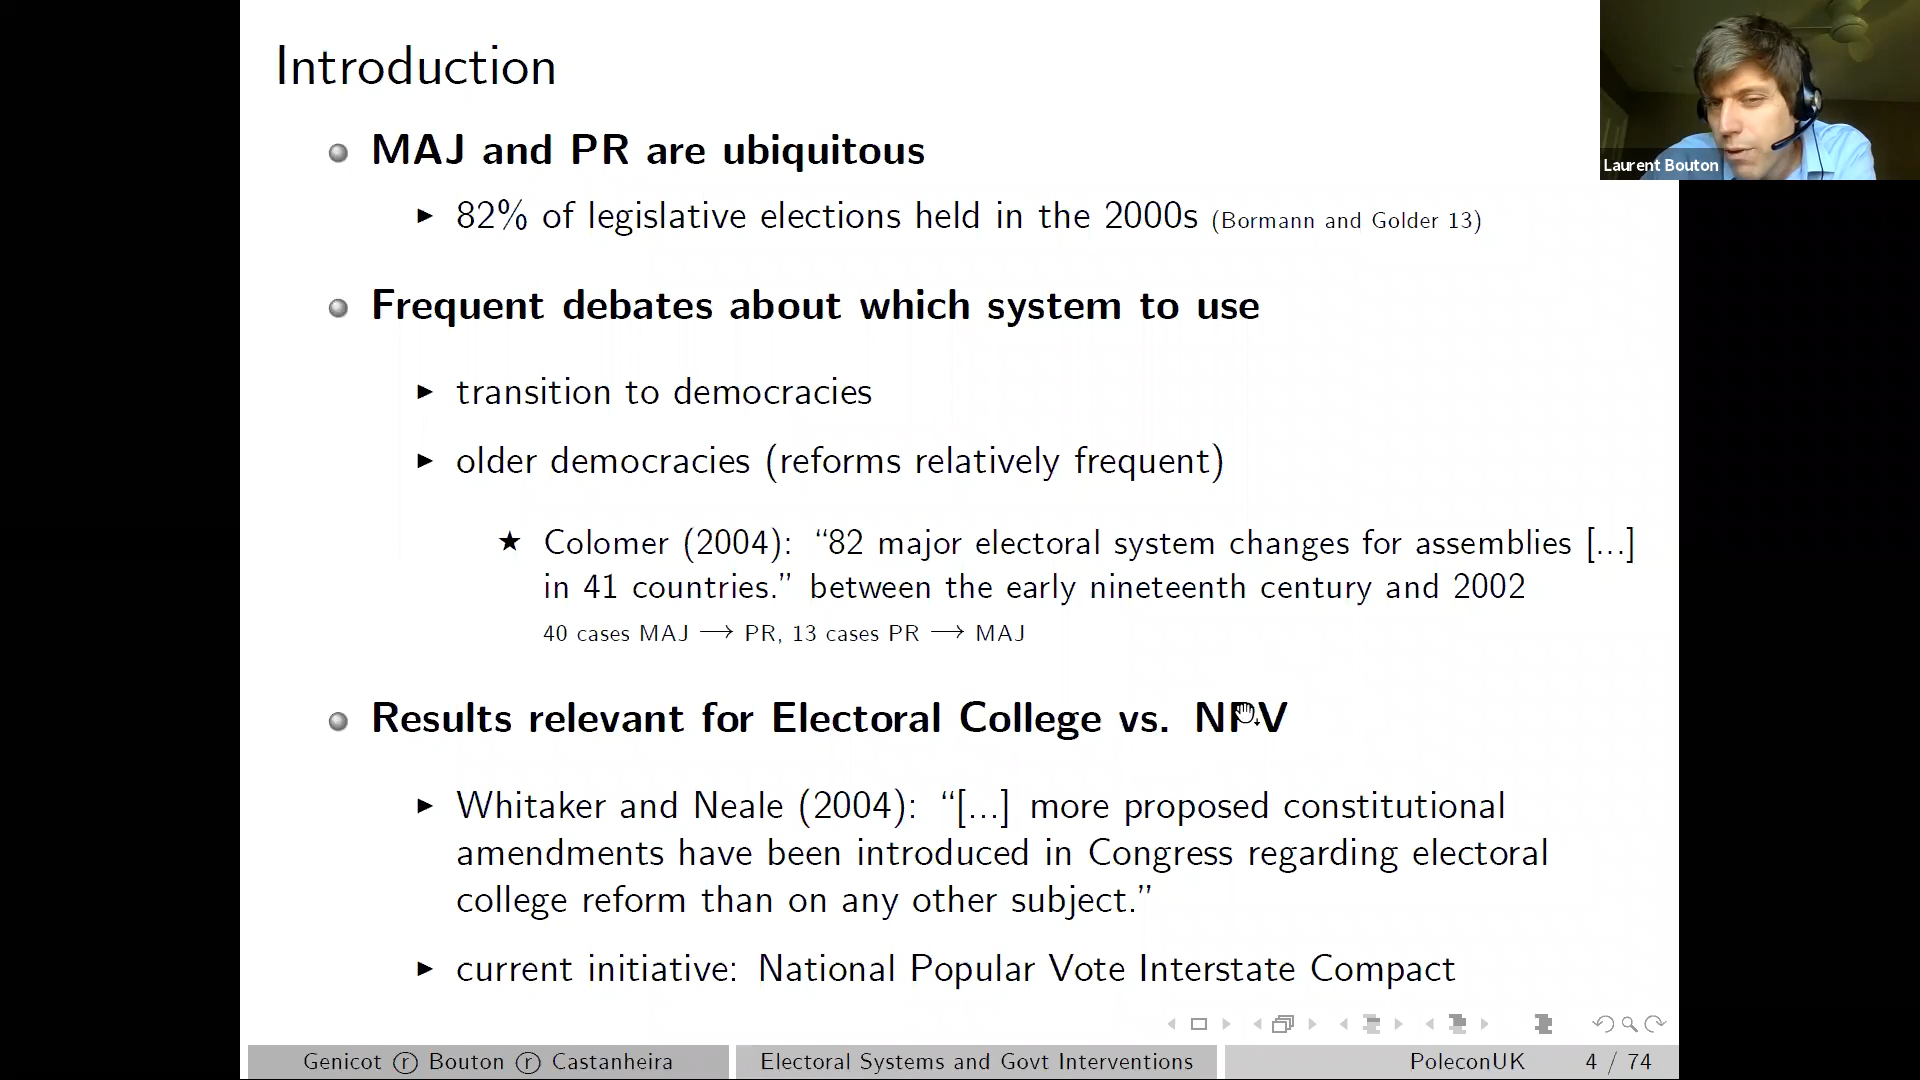 Introduction
Laurent Bouton
MAJ and PR are ubiquitous
82% of legislative elections held in the 2000s (Bormann and Golder 13)
Frequent debates about which system to use
transition to democracies
older democracies (reforms relatively frequent)
Colomer (2004): “82 major electoral system changes for assemblies [...]
in 41 countries.” between the early nineteenth century and 2002
40 cases MAJ → PR, 13 cases PR → MAJ
Results relevant for Electoral College vs. NPV
Whitaker and Neale (2004): “[...] more proposed constitutional
amendments have been introduced in Congress regarding electoral
college reform than on any other subject.”
current initiative: National Popular Vote Interstate Compact
Genicot ⓡ Bouton ⓡ Castanheira
Electoral Systems and Govt Interventions
PoleconUK 4 / 74